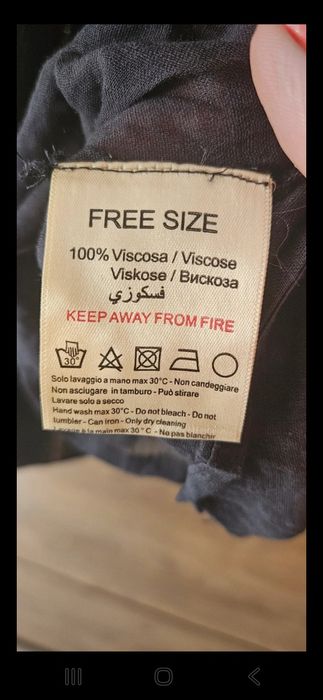 FREE SIZE
100% Viscosa / Viscose
Viskose / Вискоза
فسكوزي
KEEP AWAY FROM FIRE
30°
Solo lavaggio a mano max 30°C - Non candeggiare
Non asciugare in tamburo - Può stirare
Lavare solo a secco
Hand wash max 30°C - Do not bleach - Do not
tumbler - Can iron - Only dry cleaning
Lavage à la main max 30°C - Ne pas blanchir